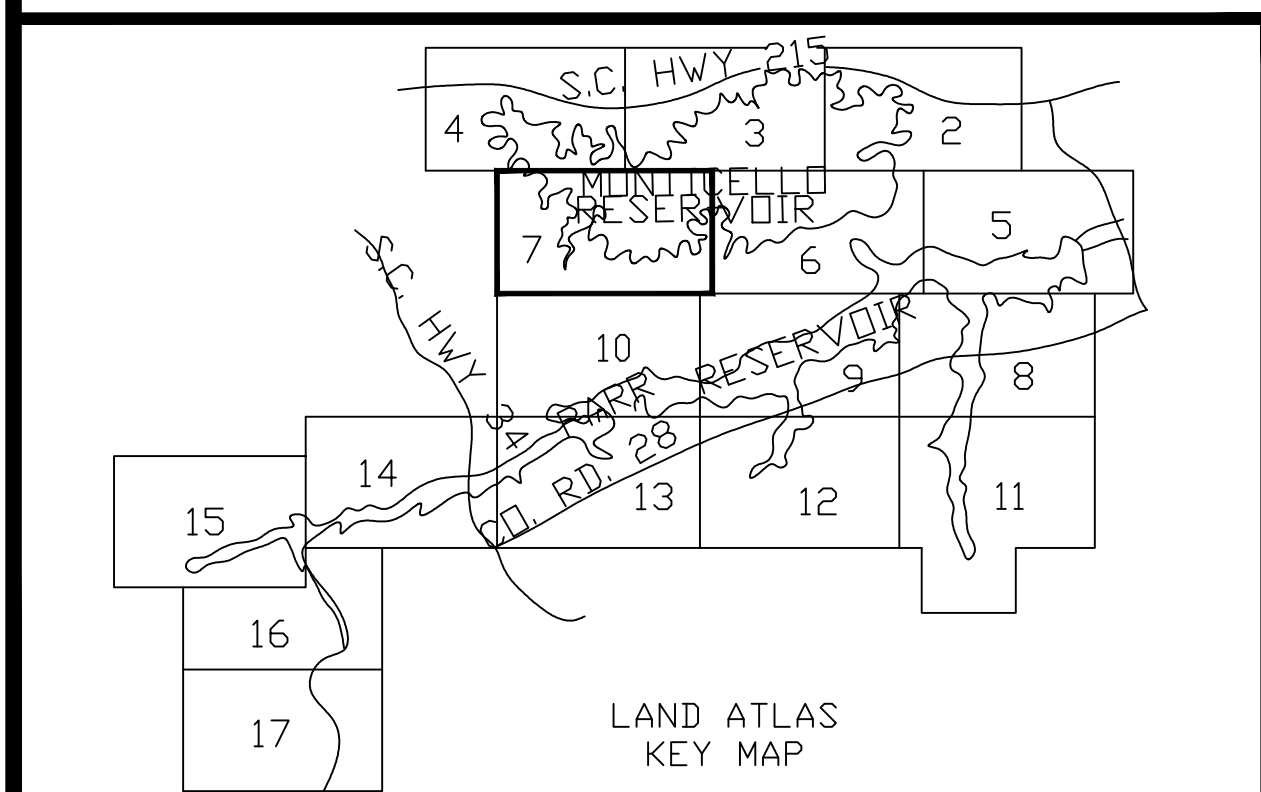 S.C. HWY 215
4
3
2
MONTICELLO
RESERVOIR
7
6
5
S.C. HWY 34
10
PARR RESERVOIR
9
8
14
CO. RD. 28
13
12
11
15
16
17
LAND ATLAS
KEY MAP